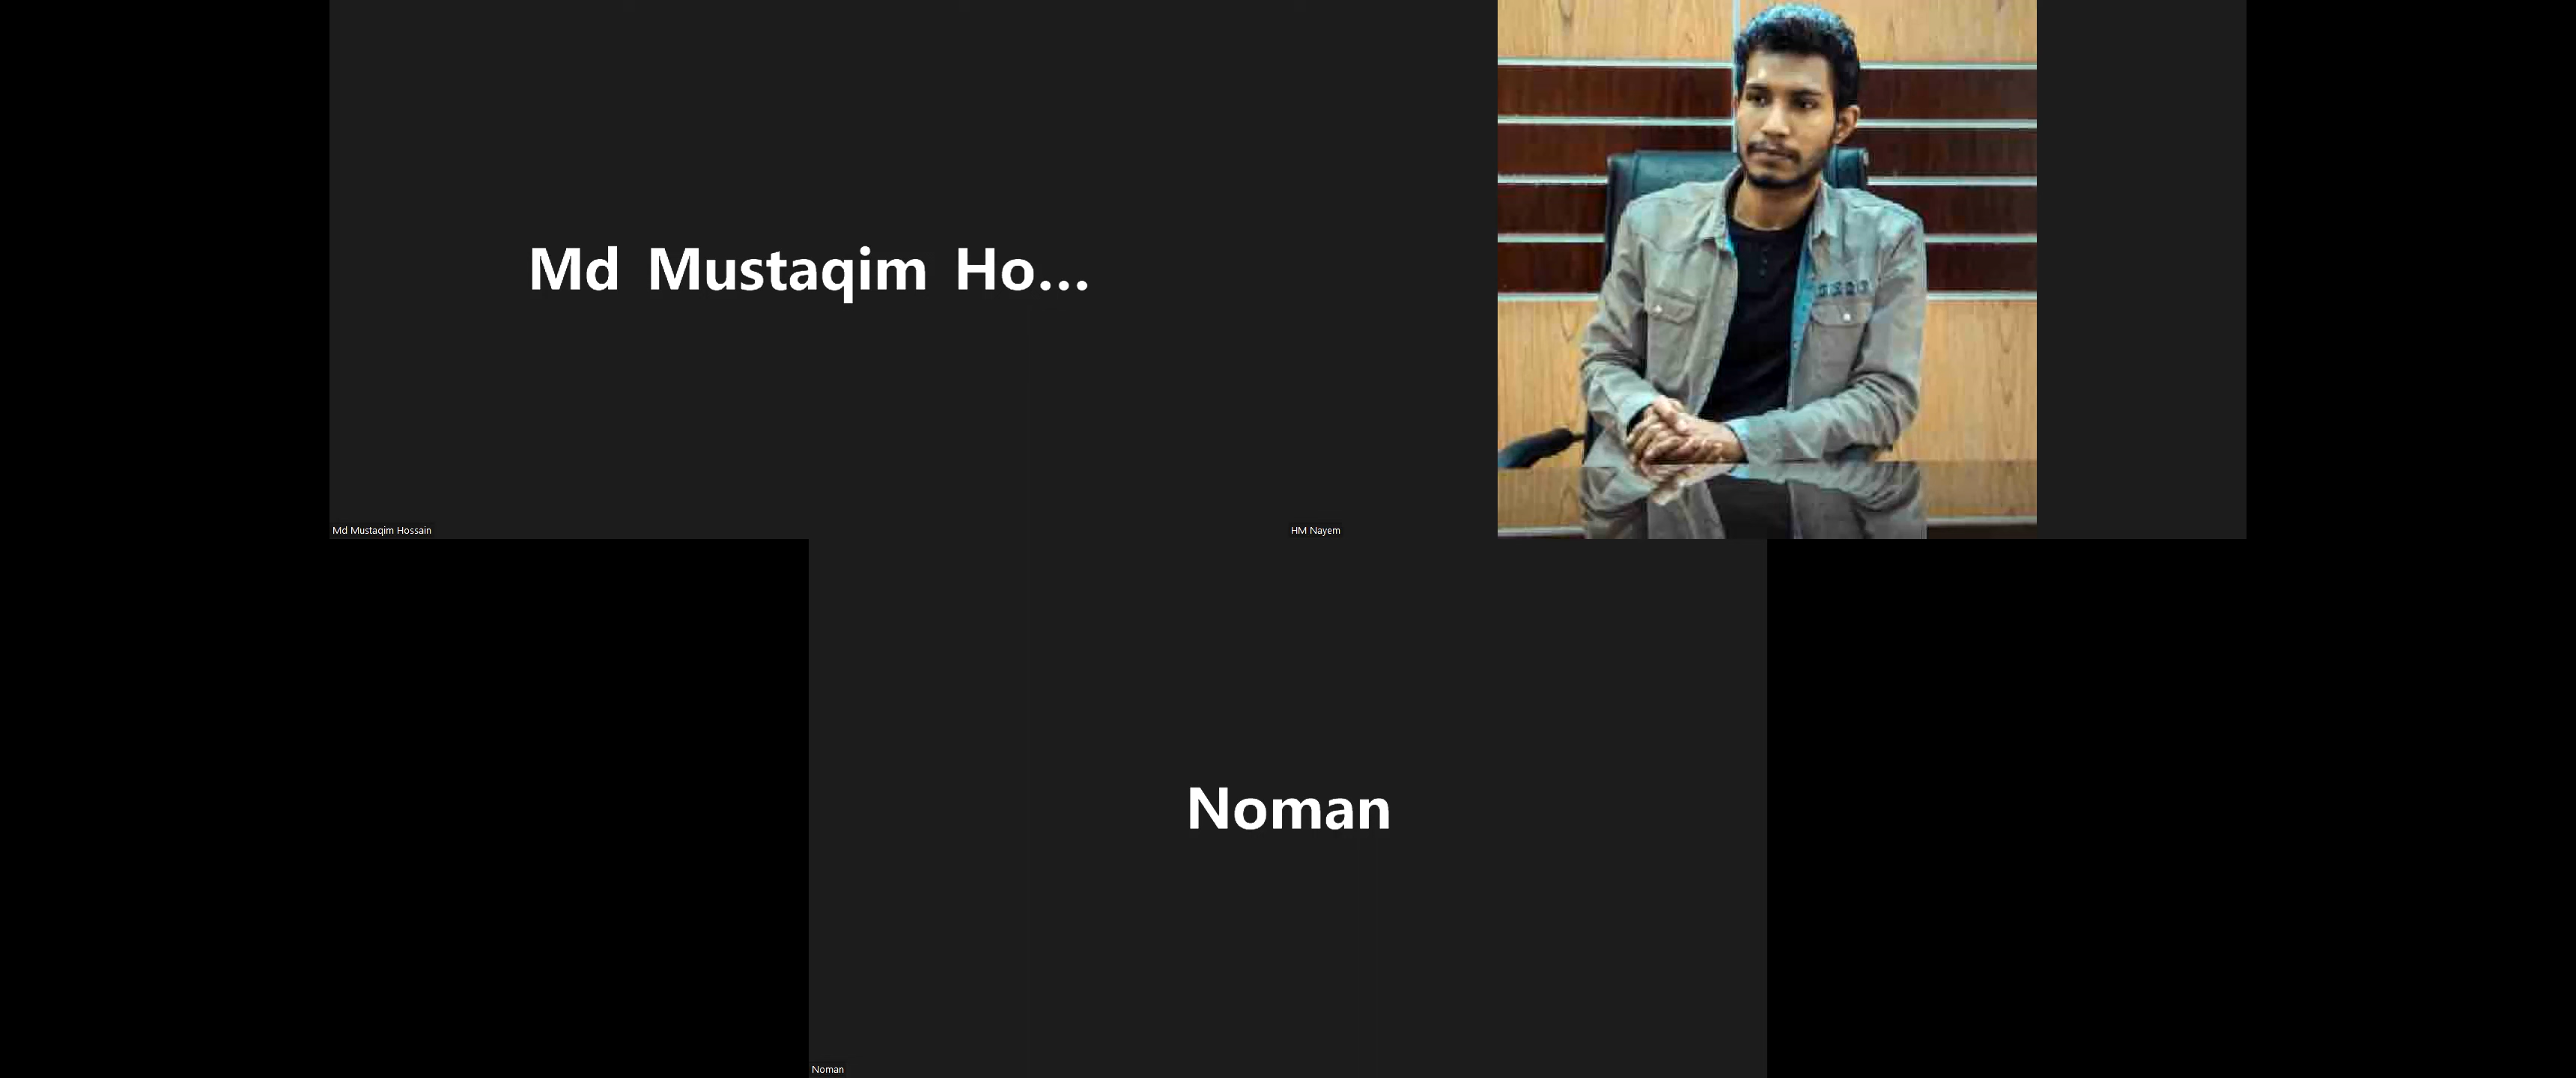 Md Mustaqim Ho...
Md Mustaqim Hossain
HM Nayem
Noman
Noman